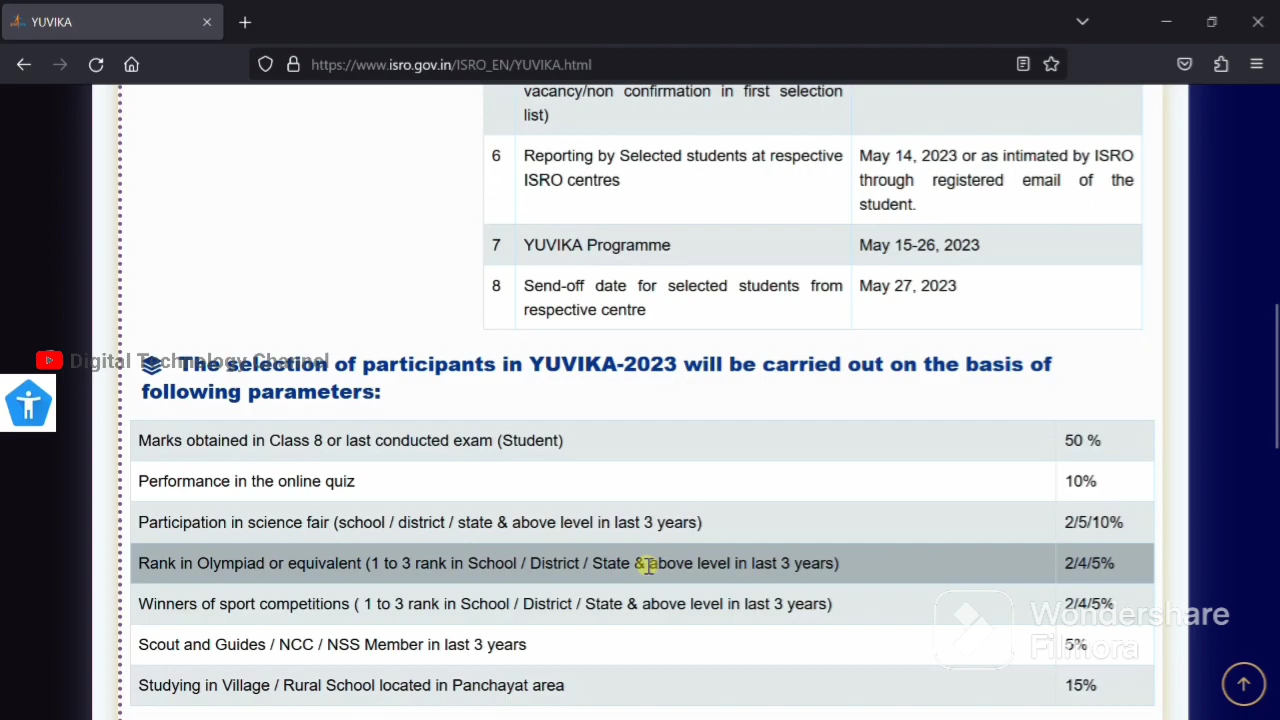 YUVIKA
https://www.isro.gov.in/ISRO_EN/YUVIKA.html
vacancy/non confirmation in first selection
list)
6 Reporting by Selected students at respective May 14, 2023 or as intimated by ISRO
ISRO centres through registered email of the
student.
7 YUVIKA Programme May 15-26, 2023
8 Send-off date for selected students from May 27, 2023
respective centre
Digital Technology Channel
The selection of participants in YUVIKA-2023 will be carried out on the basis of
following parameters:
Marks obtained in Class 8 or last conducted exam (Student) 50 %
Performance in the online quiz 10%
Participation in science fair (school / district / state & above level in last 3 years) 2/5/10%
Rank in Olympiad or equivalent (1 to 3 rank in School / District / State & above level in last 3 years) 2/4/5%
Winners of sport competitions ( 1 to 3 rank in School / District / State & above level in last 3 years) 2/4/5%
Wondershare
Filmora
Scout and Guides / NCC / NSS Member in last 3 years 5%
Studying in Village / Rural School located in Panchayat area 15%